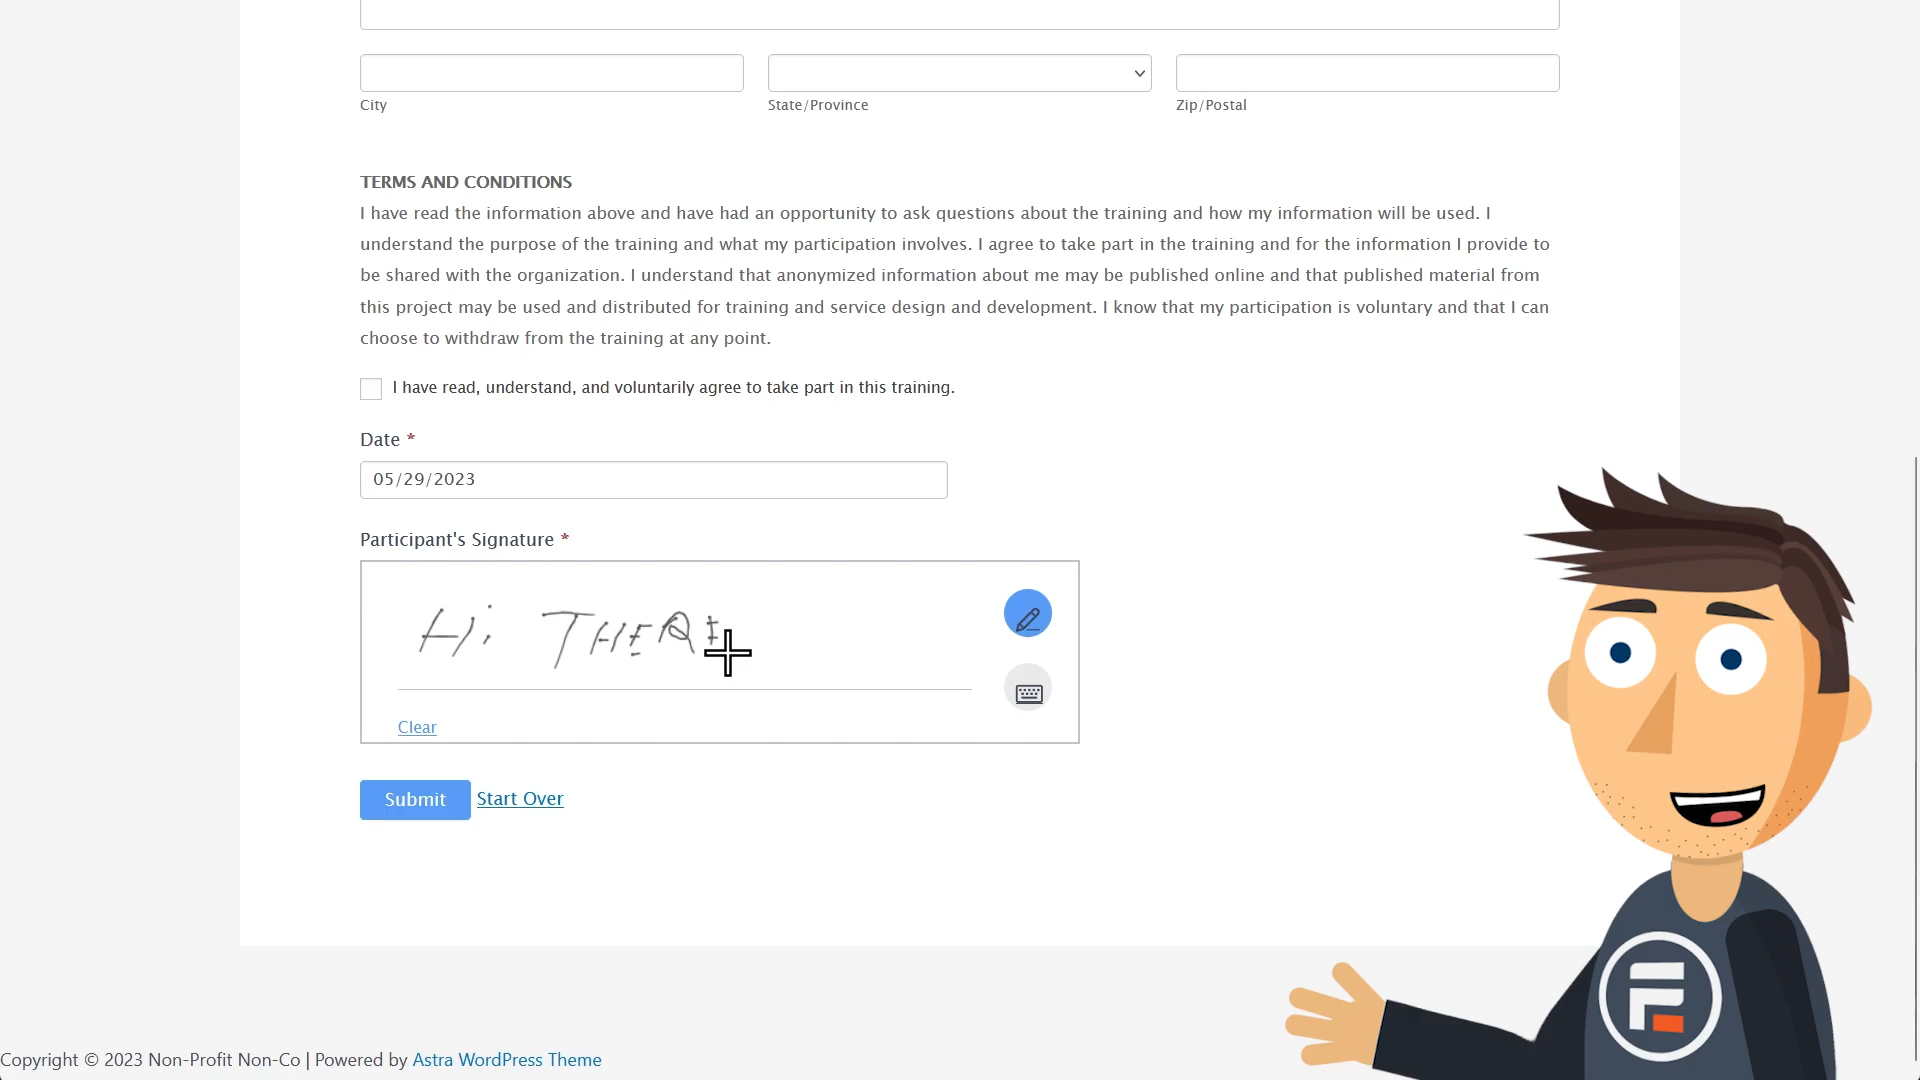 City State/Province Zip/Postal
TERMS AND CONDITIONS
I have read the information above and have had an opportunity to ask questions about the training and how my information will be used. I
understand the purpose of the training and what my participation involves. I agree to take part in the training and for the information I provide to
be shared with the organization. I understand that anonymized information about me may be published online and that published material from
this project may be used and distributed for training and service design and development. I know that my participation is voluntary and that I can
choose to withdraw from the training at any point.
I have read, understand, and voluntarily agree to take part in this training.
Date *
05/29/2023
Participant's Signature *
Hi THERE
Clear
Submit Start Over
F
Copyright © 2023 Non-Profit Non-Co | Powered by Astra WordPress Theme